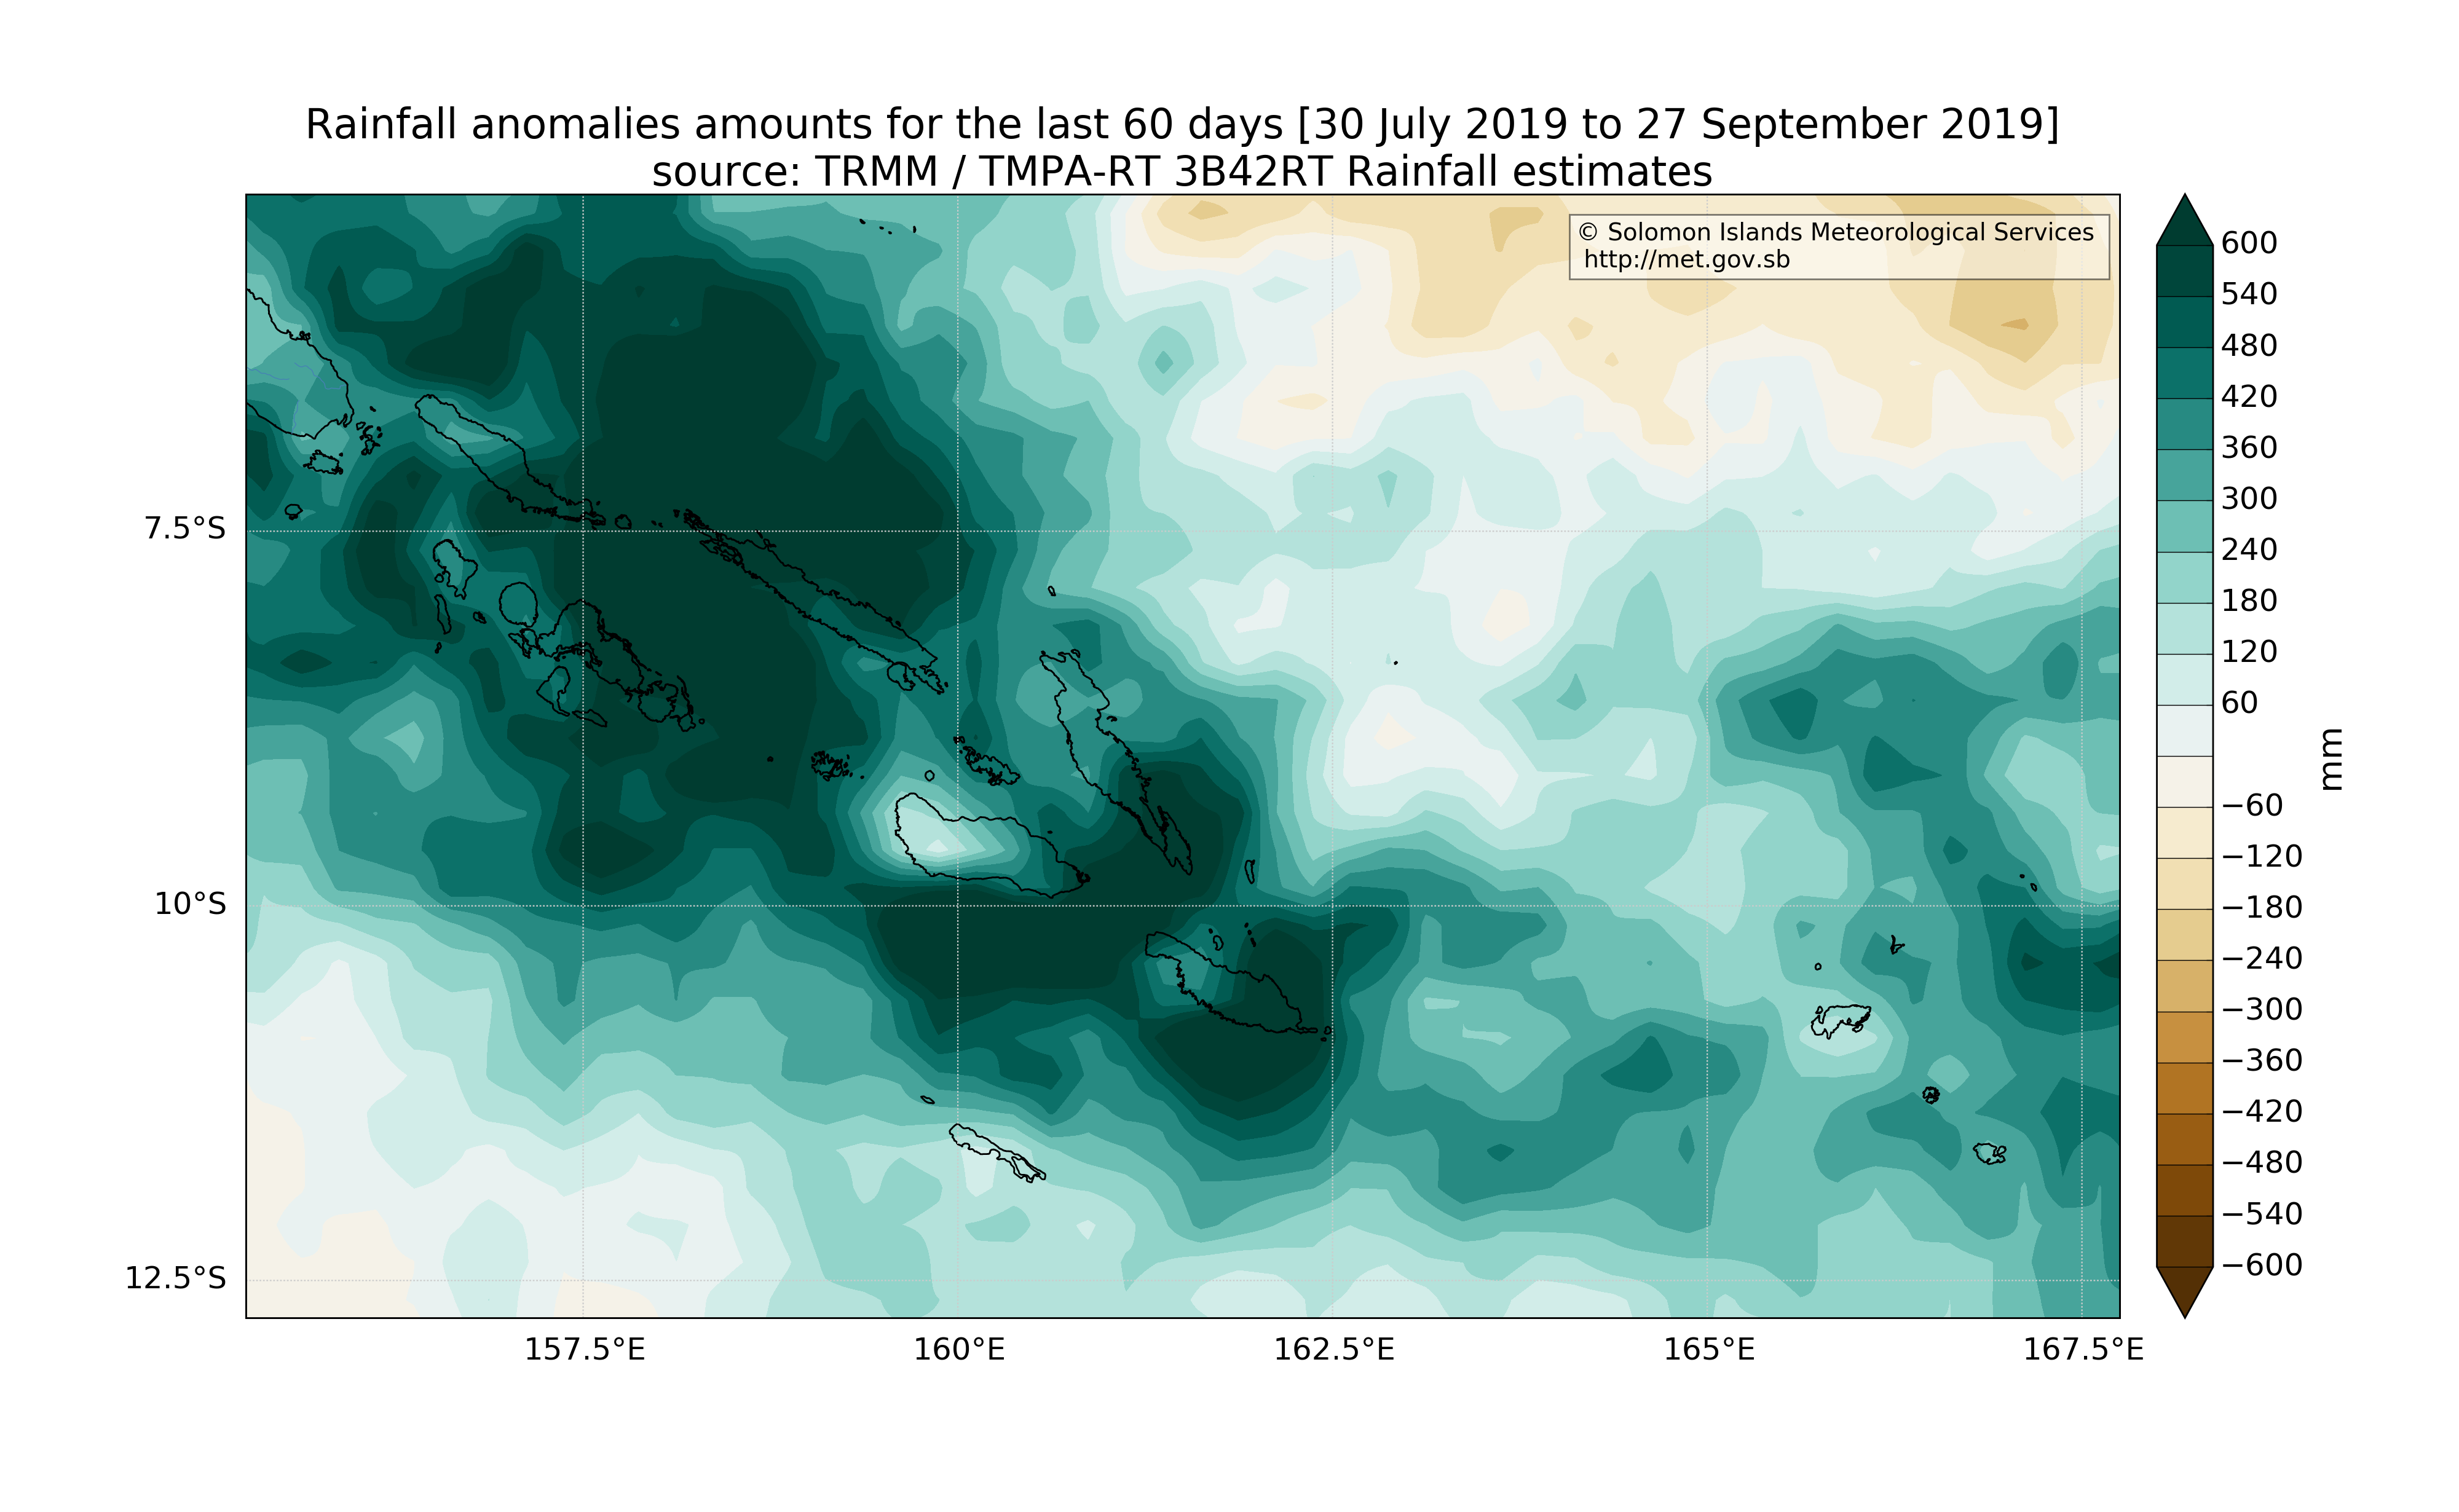 Rainfall anomalies amounts for the last 60 days [30 July 2019 to 27 September 2019]
source: TRMM / TMPA-RT 3B42RT Rainfall estimates
© Solomon Islands Meteorological Services
http://met.gov.sb
7.5°S
10°S
12.5°S
157.5°E
160°E
162.5°E
165°E
167.5°E
600
540
480
420
360
300
240
180
120
60
−60
−120
−180
−240
−300
−360
−420
−480
−540
−600
mm